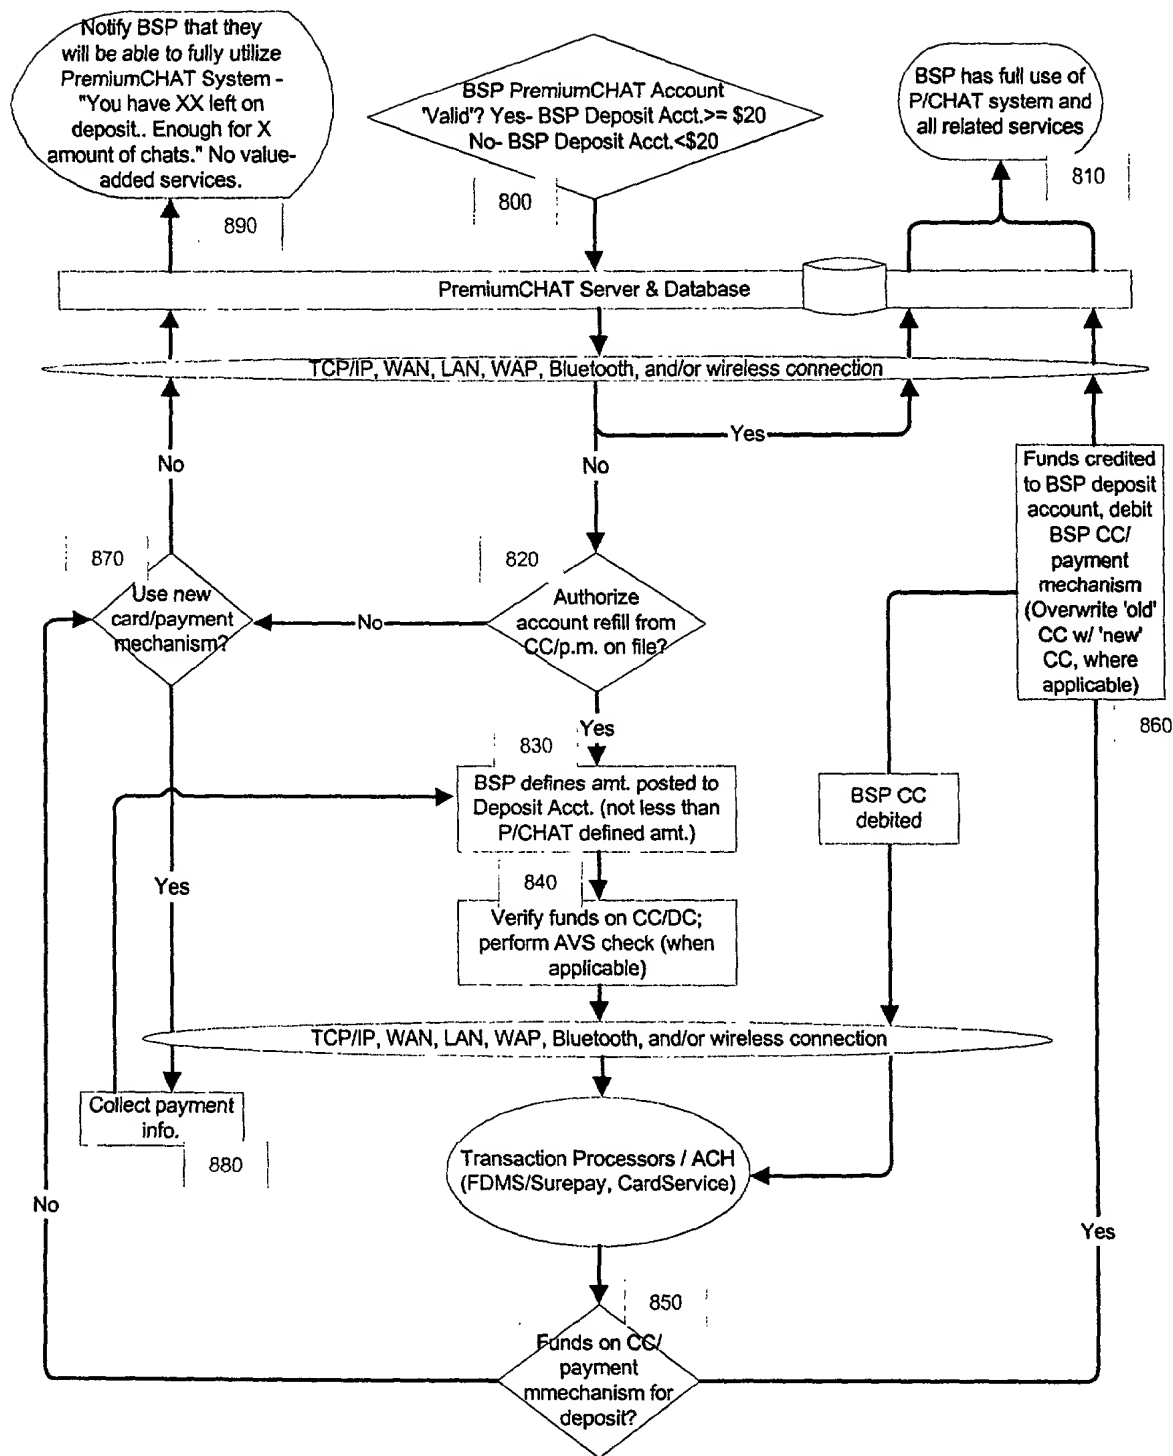 Notify BSP that they
will be able to fully utilize
PremiumCHAT System -
"You have XX left on
deposit.. Enough for X
amount of chats." No value-
added services.
890
BSP PremiumCHAT Account
'Valid'? Yes- BSP Deposit Acct.>= $20
No- BSP Deposit Acct.<$20
800
BSP has full use of
P/CHAT system and
all related services
810
PremiumCHAT Server & Database
TCP/IP, WAN, LAN, WAP, Bluetooth, and/or wireless connection
Yes
No
No
Funds credited
to BSP deposit
account, debit
BSP CC/
payment
mechanism
(Overwrite 'old'
CC w/ 'new'
CC, where
applicable)
860
870
Use new
card/payment
mechanism?
No
820
Authorize
account refill from
CC/p.m. on file?
Yes
830
BSP defines amt. posted to
Deposit Acct. (not less than
P/CHAT defined amt.)
BSP CC
debited
Yes
840
Verify funds on CC/DC;
perform AVS check (when
applicable)
TCP/IP, WAN, LAN, WAP, Bluetooth, and/or wireless connection
Collect payment
info.
880
Transaction Processors / ACH
(FDMS/Surepay, CardService)
No
Yes
850
Funds on CC/
payment
mmechanism for
deposit?